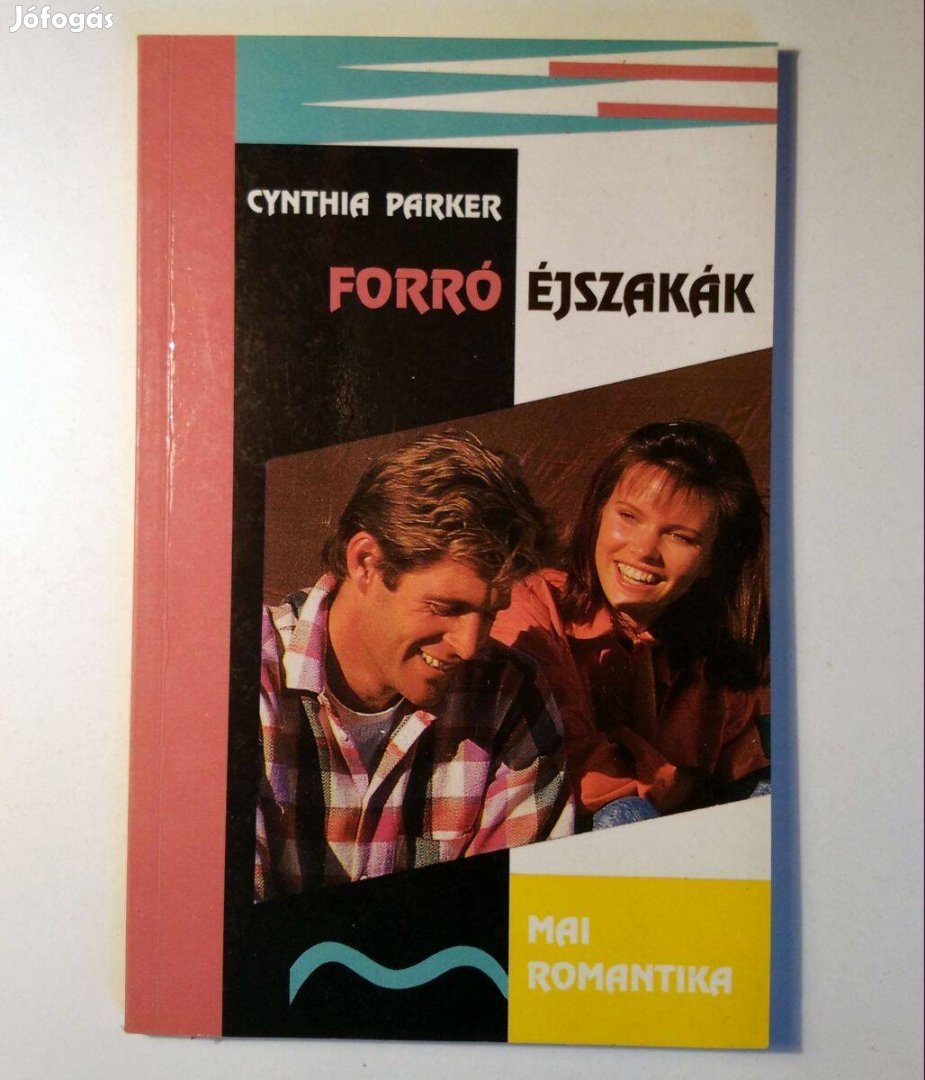 Jófogás
CYNTHIA PARKER
FORRÓ ÉJSZAKÁK
MAI
ROMANTIKA